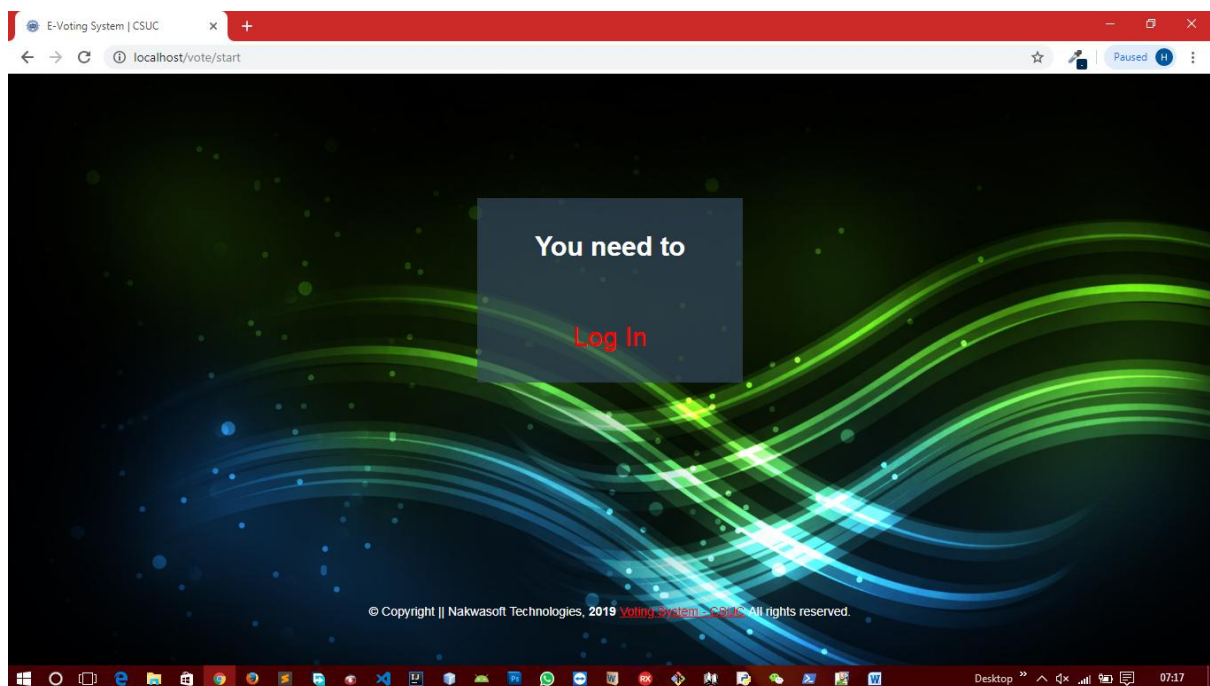 E-Voting System | CSUC
localhost/vote/start
Paused H
You need to
Log In
© Copyright || Nakwasoft Technologies, 2019 Voting System - CSUC All rights reserved.
Desktop
07:17